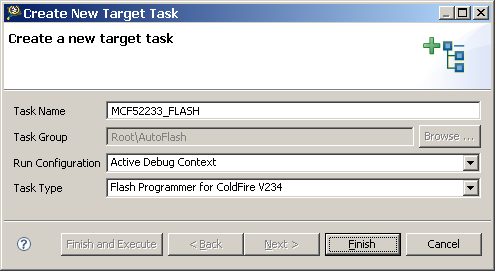 Create New Target Task
Create a new target task
Task Name MCF52233_FLASH
Task Group Root\AutoFlash Browse ...
Run Configuration Active Debug Context
Task Type Flash Programmer for ColdFire V234
? Finish and Execute < Back Next > Finish Cancel